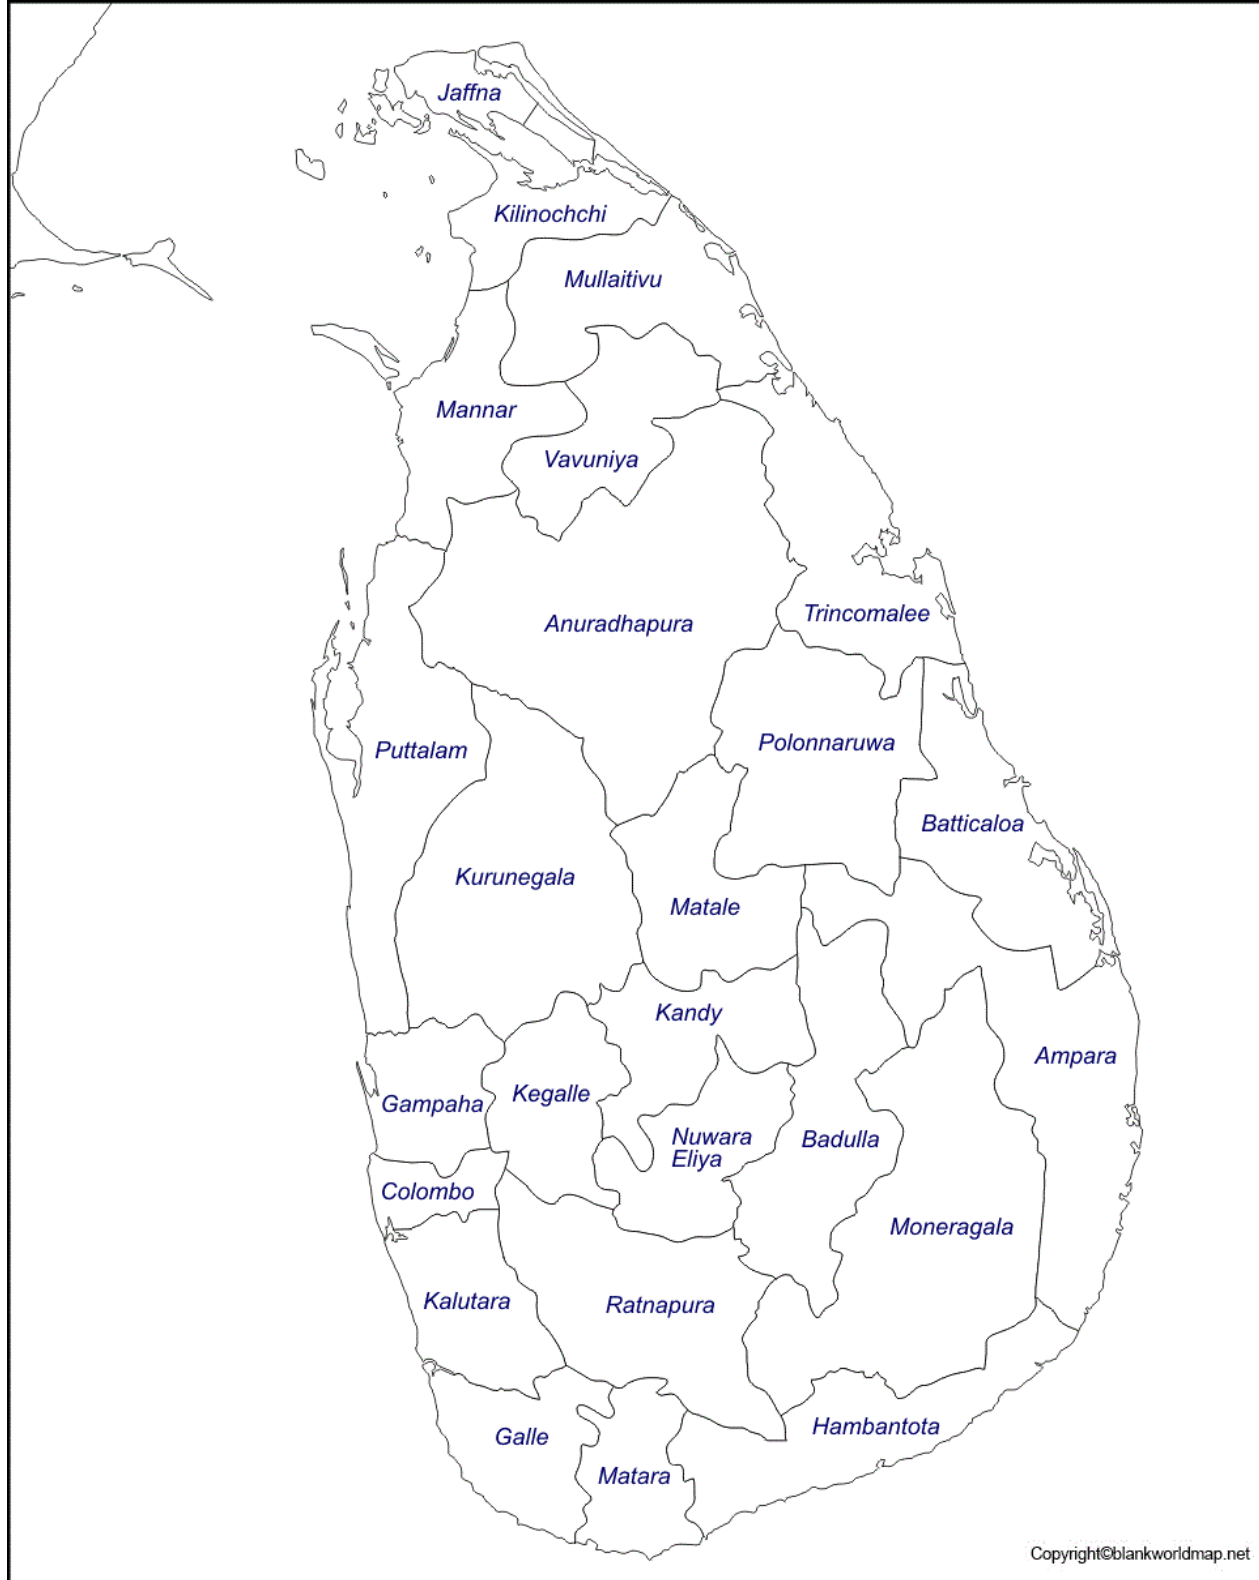 Jaffna
Kilinochchi
Mullaitivu
Mannar
Vavuniya
Trincomalee
Anuradhapura
Polonnaruwa
Puttalam
Batticaloa
Kurunegala
Matale
Kandy
Ampara
Kegalle
Gampaha
Nuwara
Eliya
Badulla
Colombo
Moneragala
Kalutara
Ratnapura
Hambantota
Galle
Matara
Copyright©blankworldmap.net